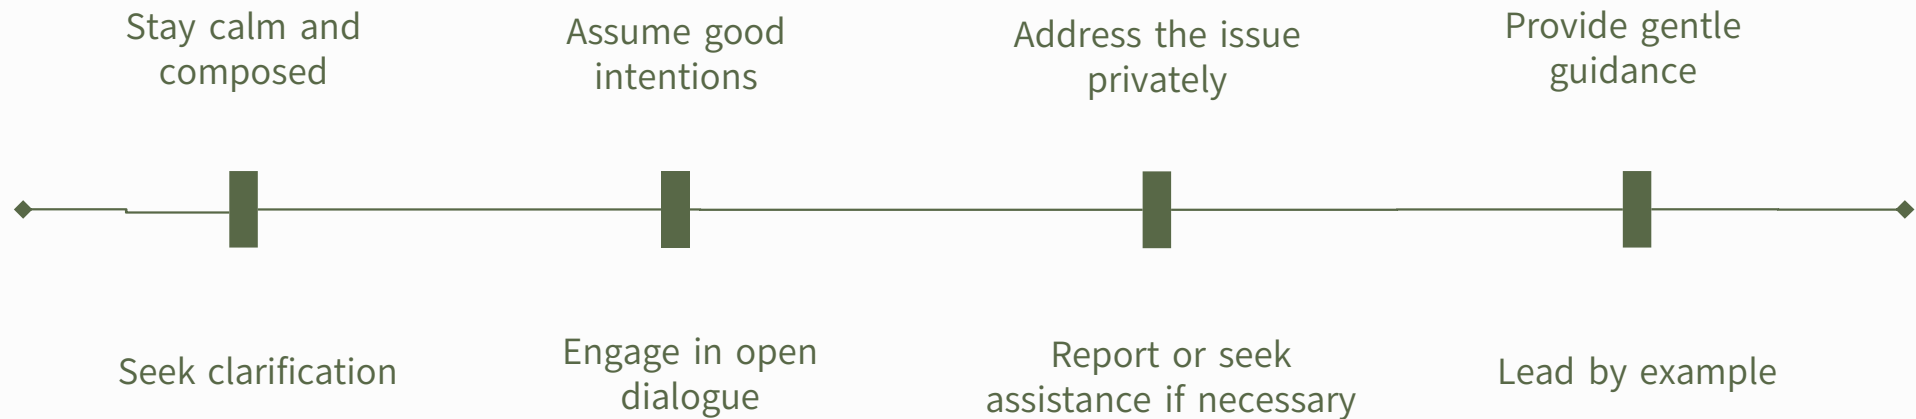 Stay calm and
composed
Assume good
intentions
Address the issue
privately
Provide gentle
guidance
Seek clarification
Engage in open
dialogue
Report or seek
assistance if necessary
Lead by example